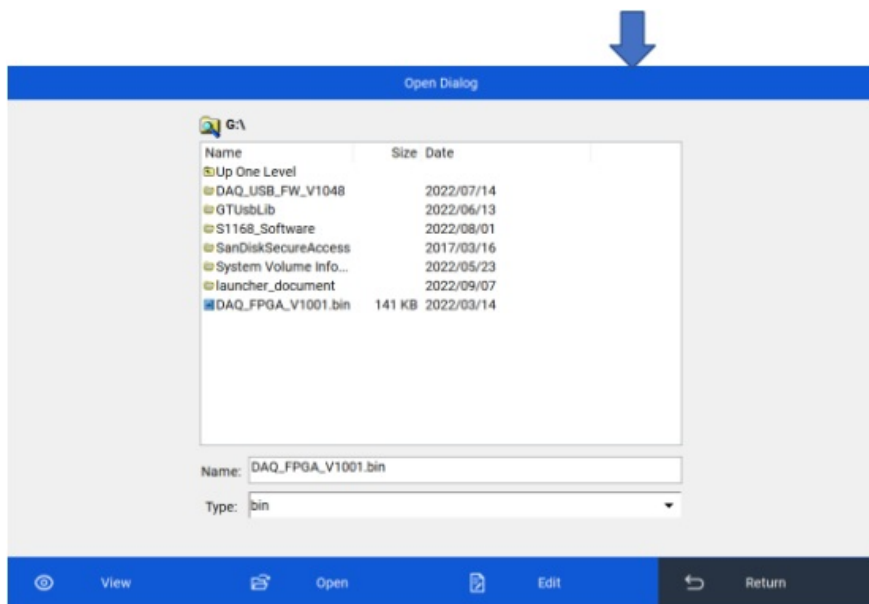 Open Dialog
G:\
Name Size Date
Up One Level
DAQ_USB_FW_V1048 2022/07/14
GTUsbLib 2022/06/13
S1168_Software 2022/08/01
SanDiskSecureAccess 2017/03/16
System Volume Info... 2022/05/23
launcher_document 2022/09/07
DAQ_FPGA_V1001.bin 141 KB 2022/03/14
Name: DAQ_FPGA_V1001.bin
Type: bin
View Open Edit Return